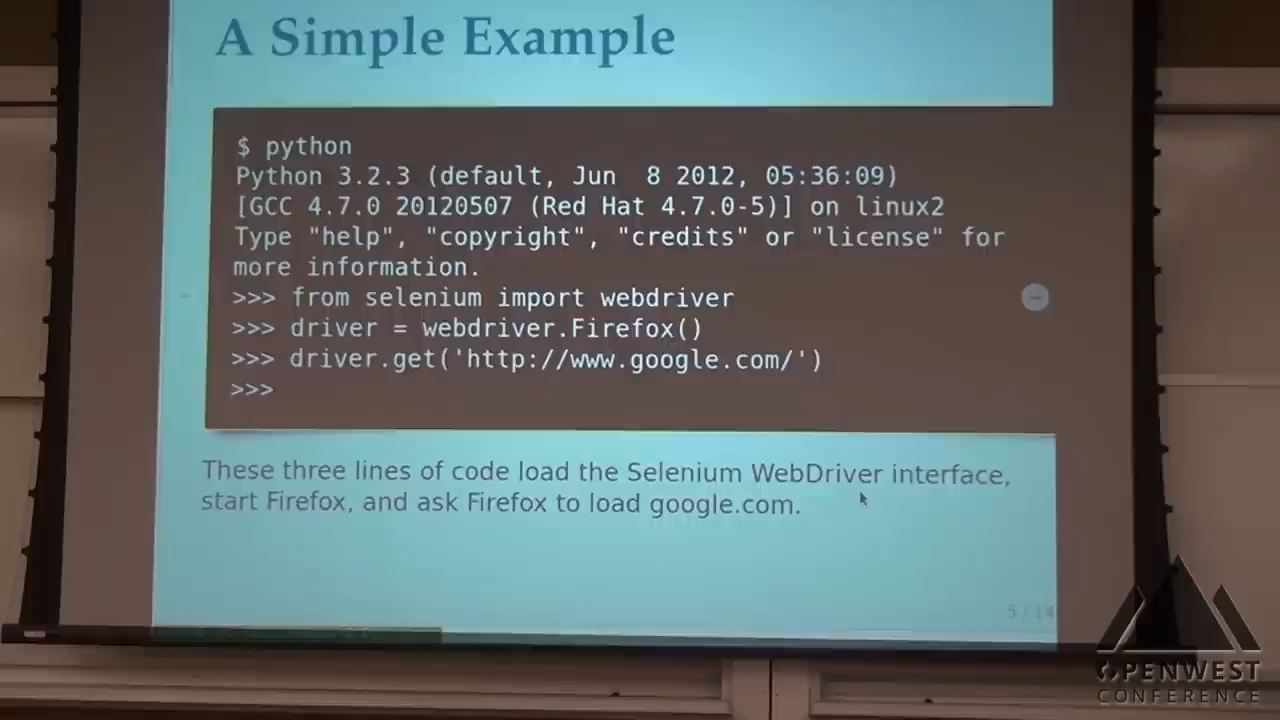 A Simple Example
$ python
Python 3.2.3 (default, Jun  8 2012, 05:36:09)
[GCC 4.7.0 20120507 (Red Hat 4.7.0-5)] on linux2
Type "help", "copyright", "credits" or "license" for
more information.
>>> from selenium import webdriver
>>> driver = webdriver.Firefox()
>>> driver.get('http://www.google.com/')
>>>
These three lines of code load the Selenium WebDriver interface,
start Firefox, and ask Firefox to load google.com.
5 / 14
OPENWEST
CONFERENCE